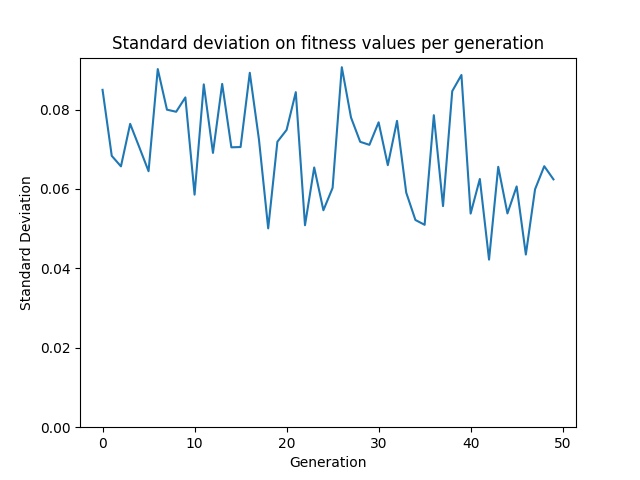 Standard deviation on fitness values per generation
Standard Deviation
0.08
0.06
0.04
0.02
0.00
0 10 20 30 40 50
Generation